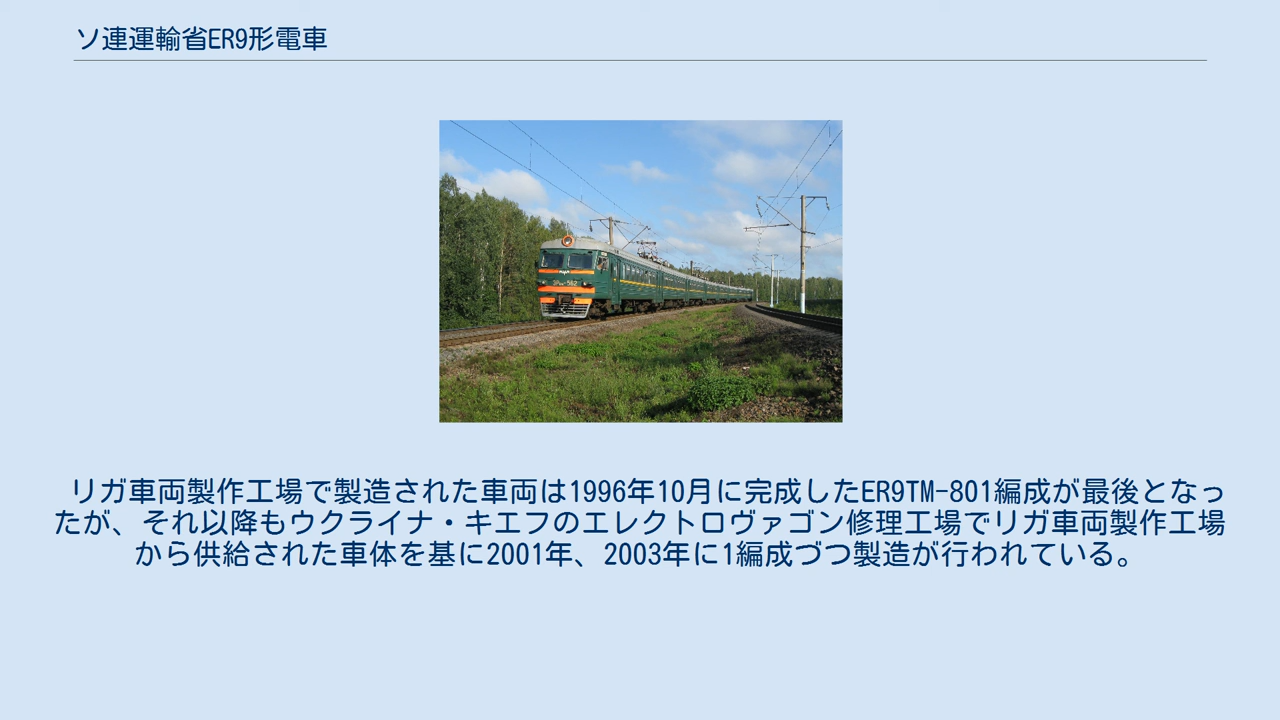 ソ連運輸省ER9形電車
リガ車両製作工場で製造された車両は1996年10月に完成したER9TM-801編成が最後となっ
たが、それ以降もウクライナ・キエフのエレクトロヴァゴン修理工場でリガ車両製作工場
から供給された車体を基に2001年、2003年に1編成づつ製造が行われている。